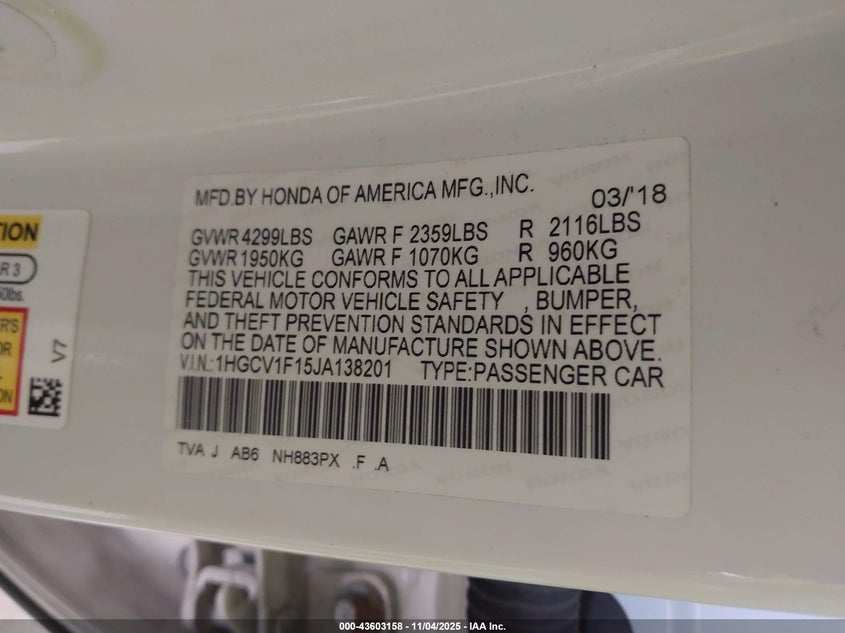 MFD.BY HONDA OF AMERICA MFG.,INC. 03/'18
GVWR 4299LBS GAWR F 2359LBS R 2116LBS
GVWR 1950KG GAWR F 1070KG R 960KG
THIS VEHICLE CONFORMS TO ALL APPLICABLE
FEDERAL MOTOR VEHICLE SAFETY , BUMPER,
AND THEFT PREVENTION STANDARDS IN EFFECT
ON THE DATE OF MANUFACTURE SHOWN ABOVE.
V.I.N.:1HGCV1F15JA138201 TYPE:PASSENGER CAR
TVA J AB6 NH883PX .F .A
TION
R 3
lbs.
V7
ON
000-43603158 - 11/04/2025 - IAA Inc.